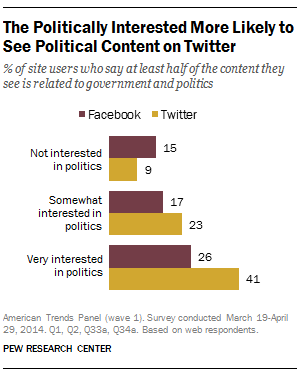 The Politically Interested More Likely to
See Political Content on Twitter
% of site users who say at least half of the content they
see is related to government and politics
Facebook Twitter
Not interested
in politics
15
9
Somewhat
interested in
politics
17
23
Very interested
in politics
26
41
American Trends Panel (wave 1). Survey conducted March 19-April
29, 2014. Q1, Q2, Q33a, Q34a. Based on web respondents.
PEW RESEARCH CENTER